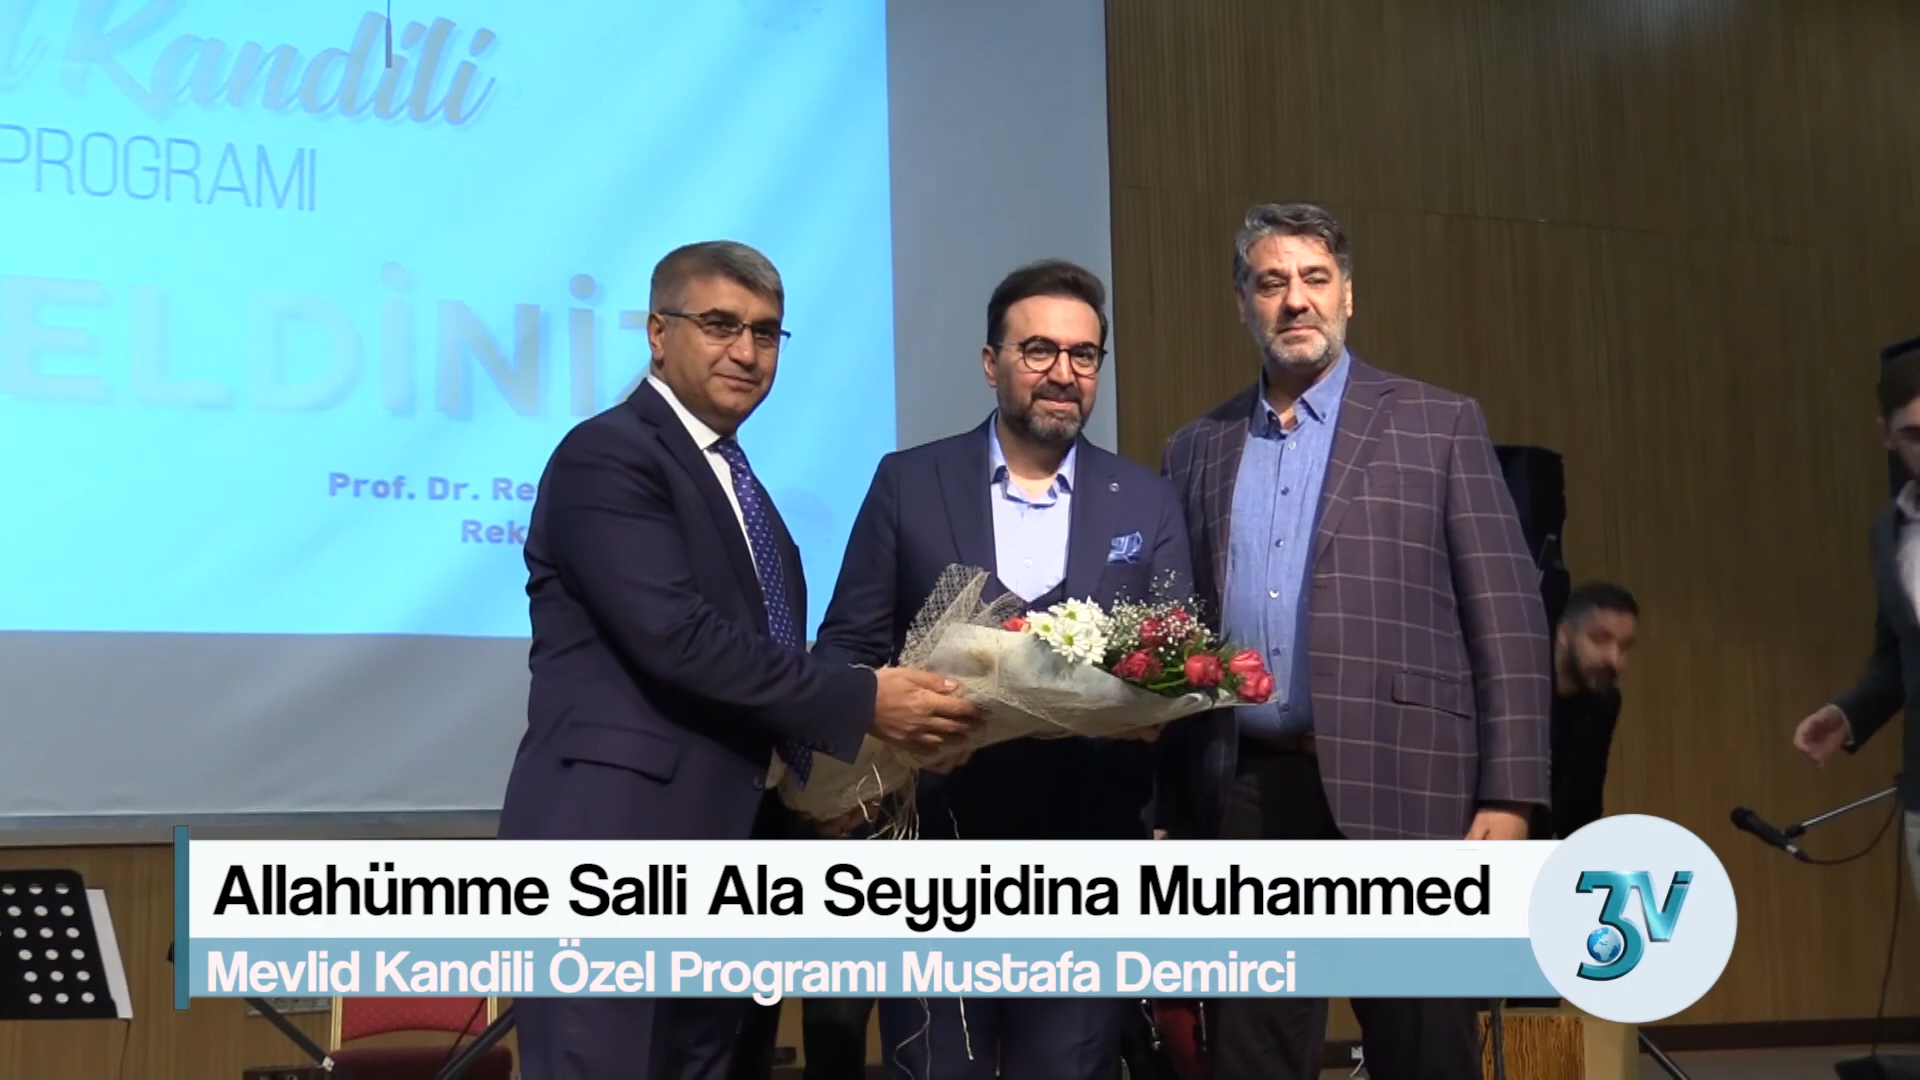 Kandili
PROGRAMI
ELDİNİZ
Prof. Dr. Re
Rek
Allahümme Salli Ala Seyyidina Muhammed
Mevlid Kandili Özel Programı Mustafa Demirci
3TV